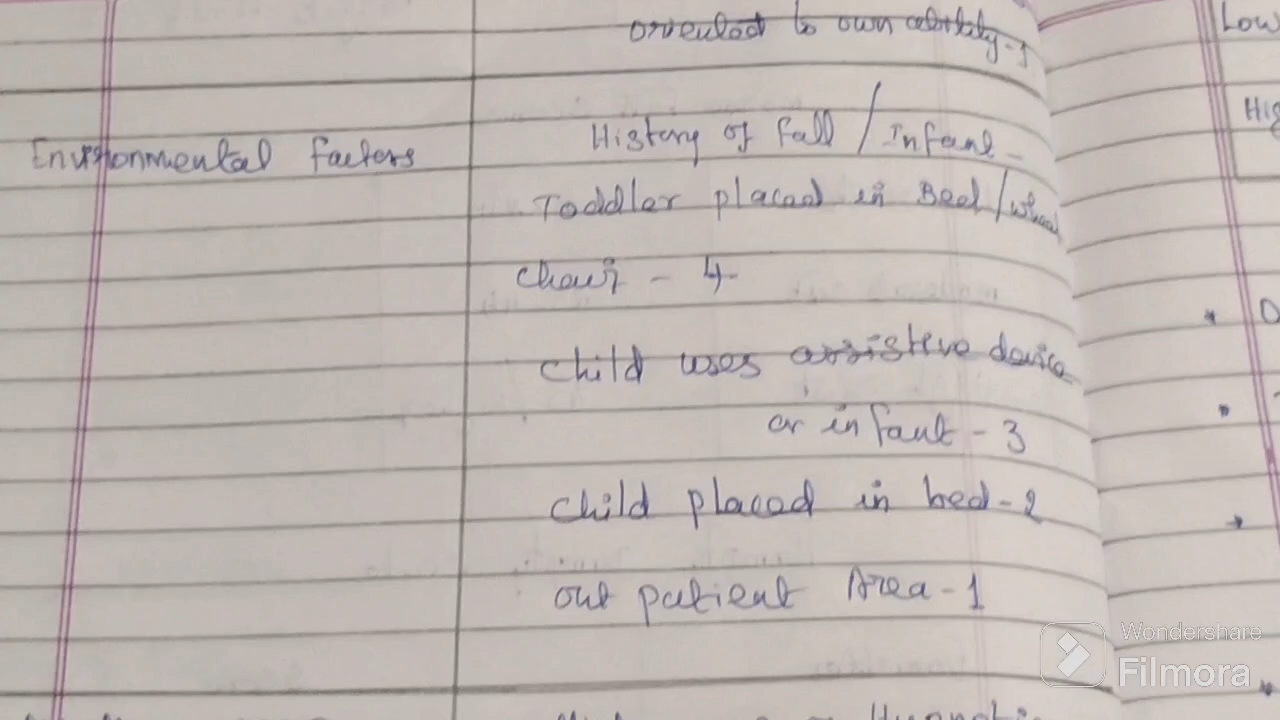 oriented to own ability-1
Environmental factors
History of fall / Infant -
Toddler placed in Bed/wheel
chair - 4
child uses assistive device
or infant - 3
child placed in bed-2
out patient Area-1
Low
Wondershare
Filmora